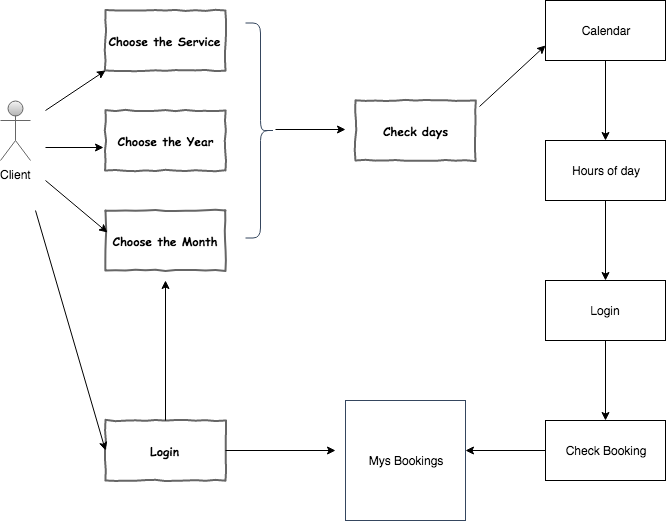 Choose the Service
Calendar
Choose the Year
Check days
Client
Hours of day
Choose the Month
Login
Login
Mys Bookings
Check Booking